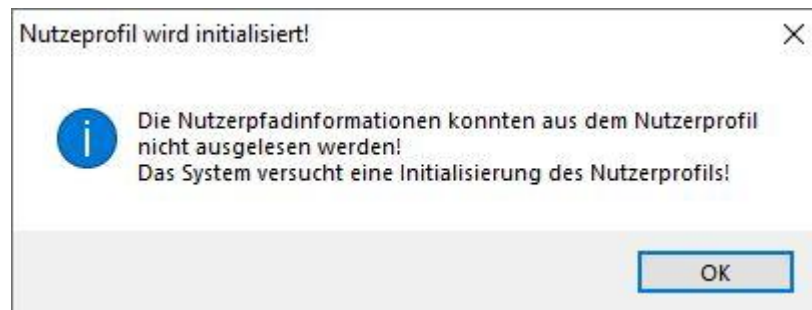 Nutzeprofil wird initialisiert!
Die Nutzerpfadinformationen konnten aus dem Nutzerprofil
nicht ausgelesen werden!
Das System versucht eine Initialisierung des Nutzerprofils!
OK